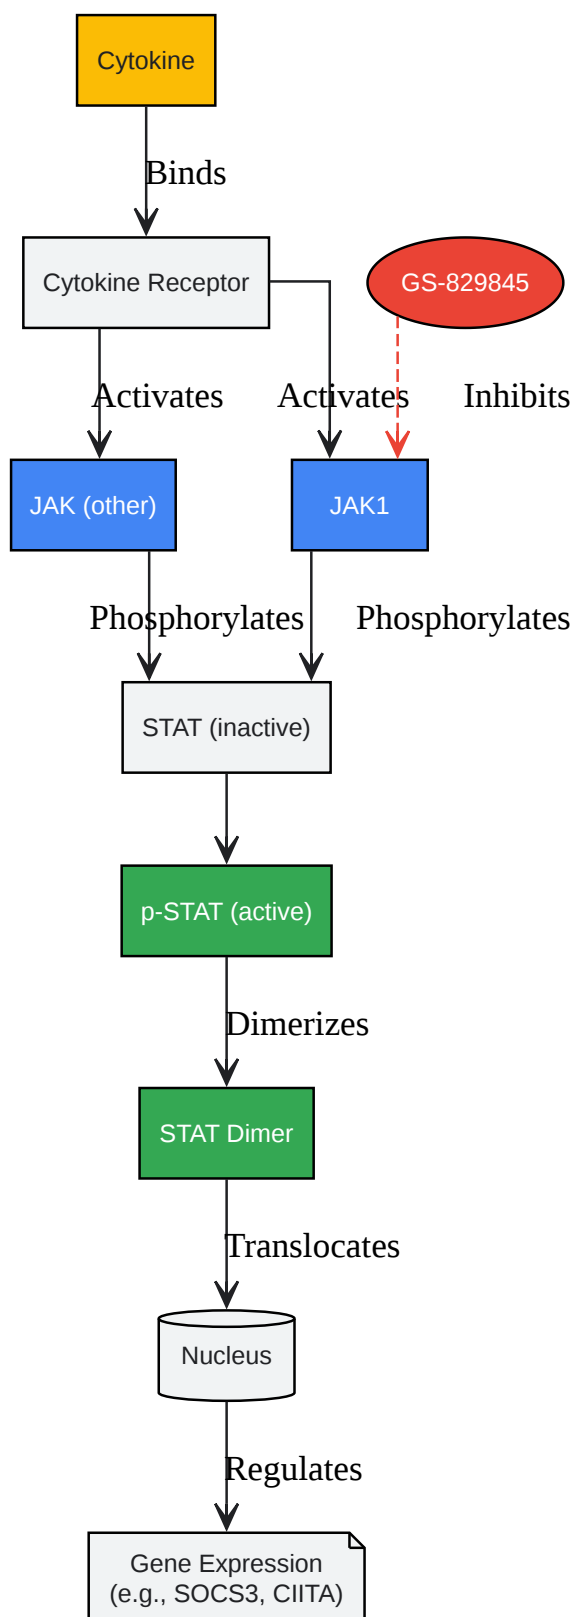 Cytokine
Binds
Cytokine Receptor
GS-829845
Activates
Activates
Inhibits
JAK (other)
JAK1
Phosphorylates
Phosphorylates
STAT (inactive)
p-STAT (active)
Dimerizes
STAT Dimer
Translocates
Nucleus
Regulates
Gene Expression
(e.g., SOCS3, CIITA)